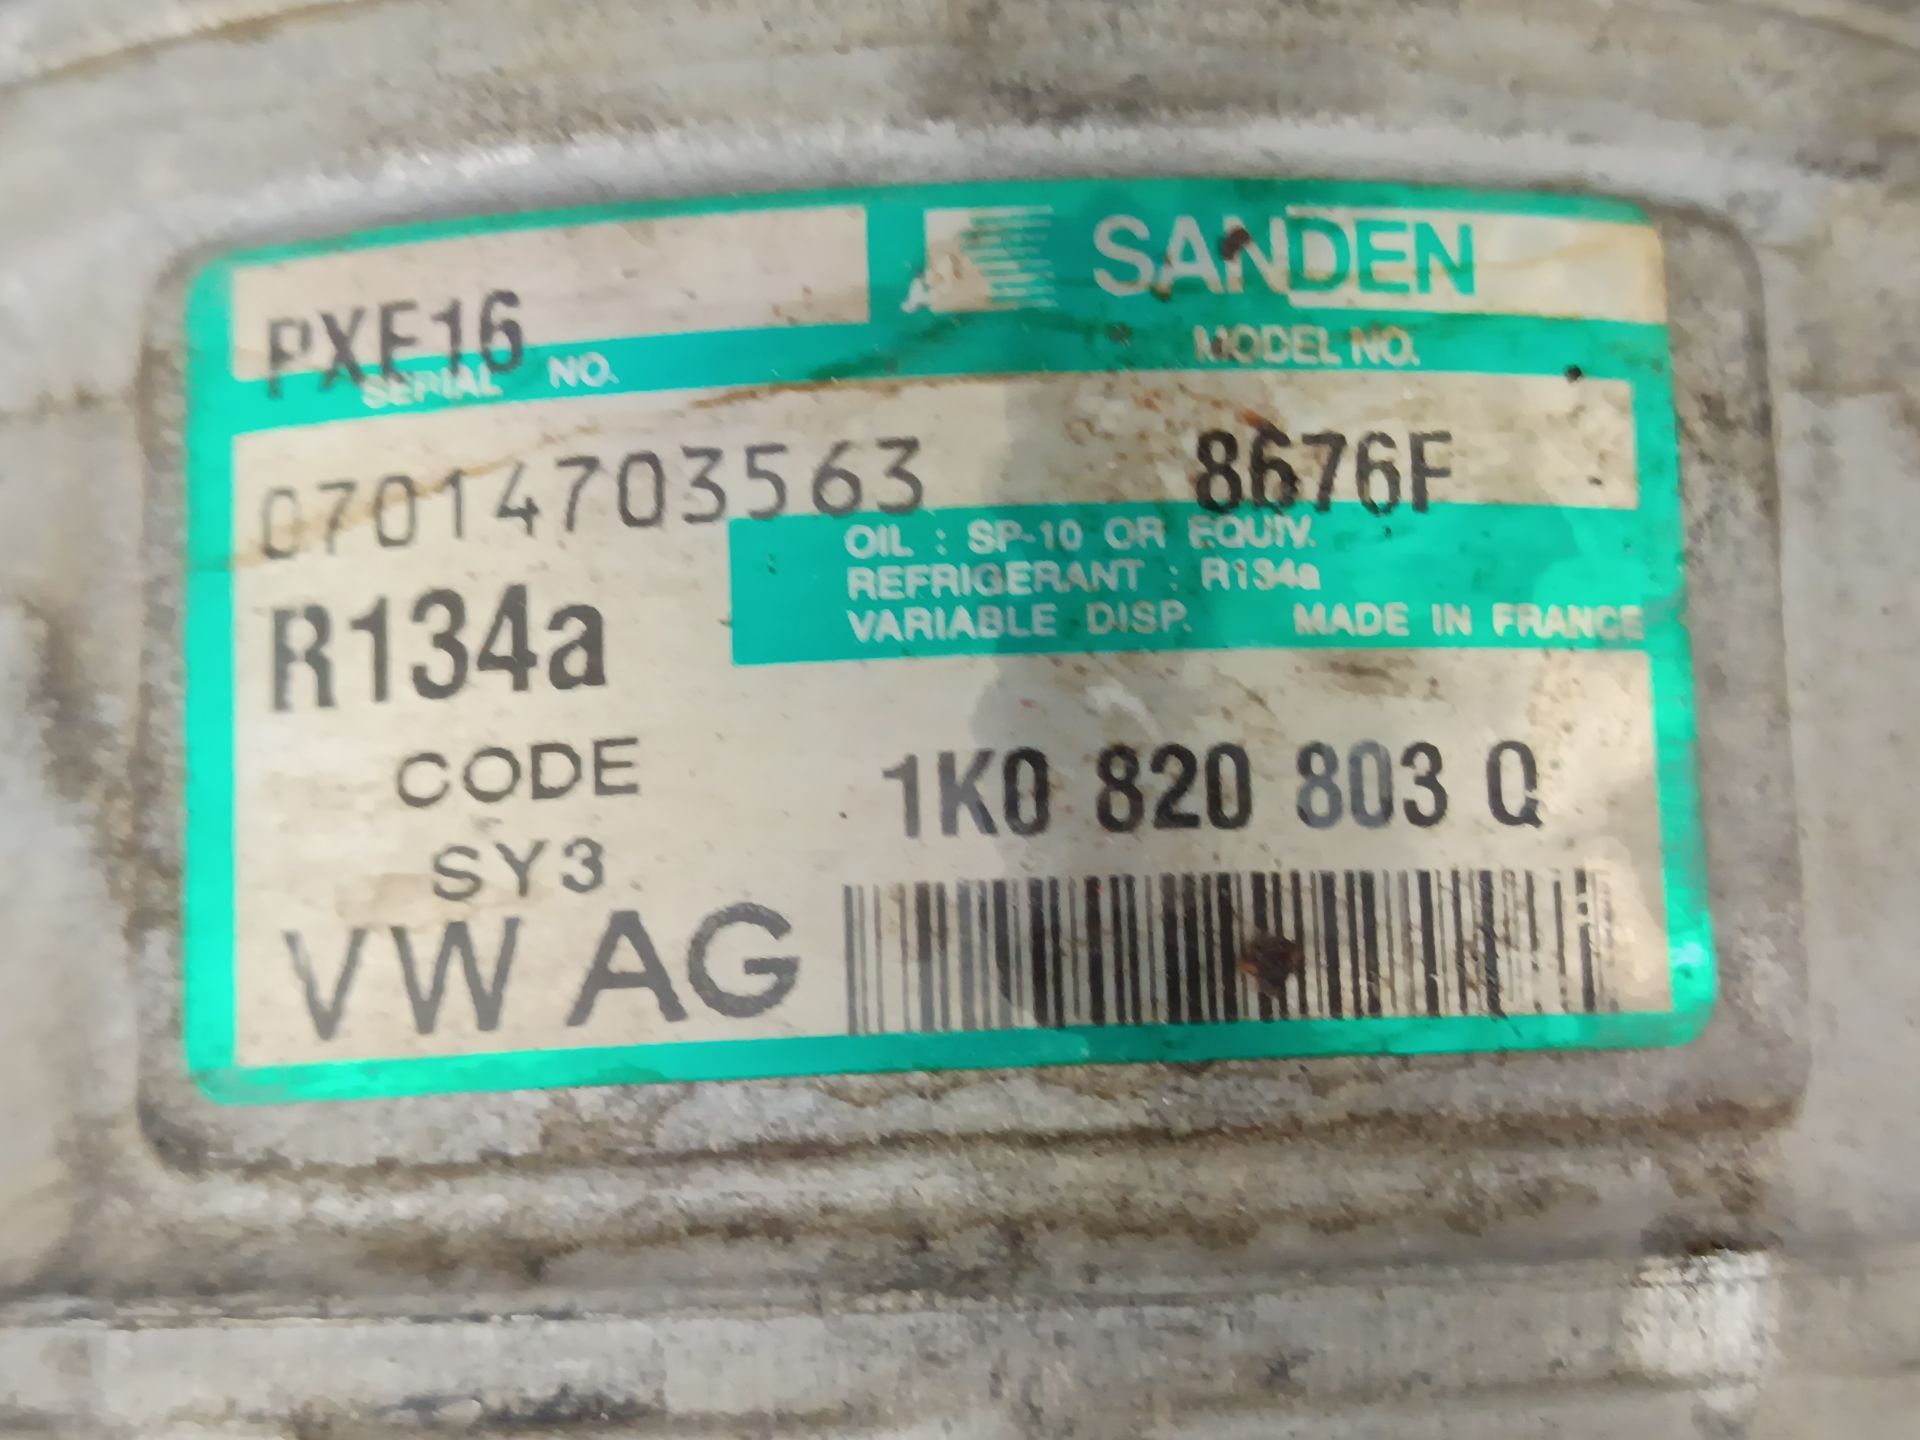 PXE16
SANDEN
SERIAL NO.
MODEL NO.
07014703563
8676F
OIL : SP-10 OR EQUIV.
REFRIGERANT : R134a
VARIABLE DISP. MADE IN FRANCE
R134a
CODE
SY3
1K0 820 803 Q
VW AG